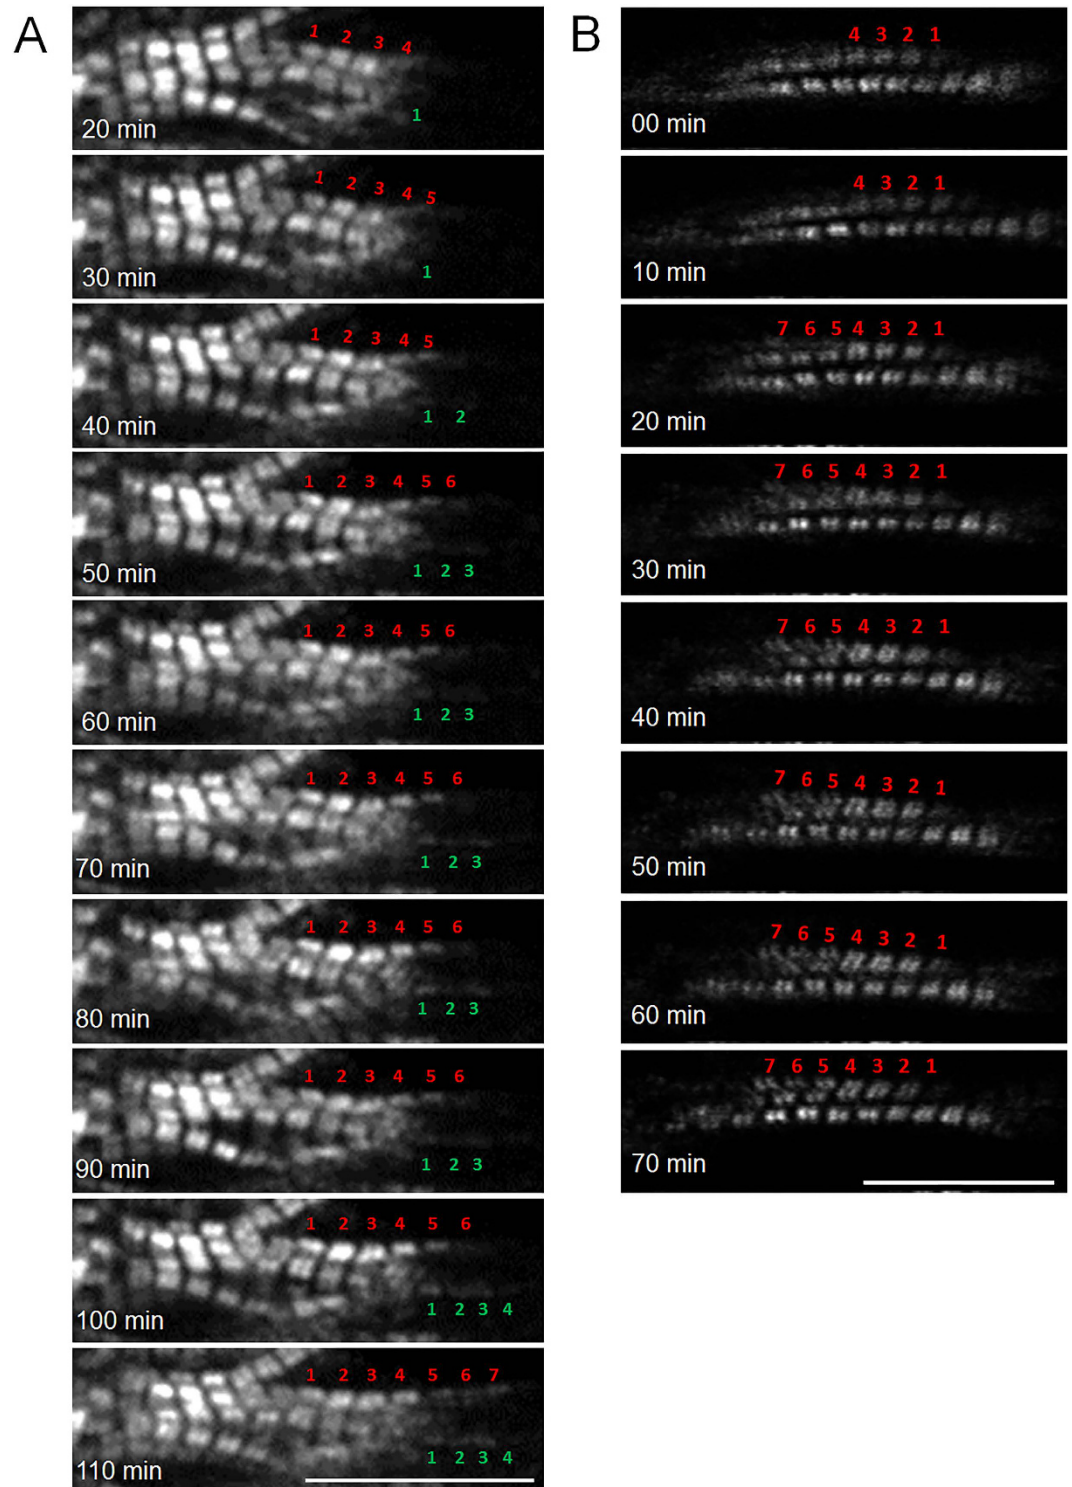 A
1 2 3 4
1
20 min
1 2 3 4 5
1
30 min
1 2 3 4 5
1 2
40 min
1 2 3 4 5 6
1 2 3
50 min
1 2 3 4 5 6
1 2 3
60 min
1 2 3 4 5 6
1 2 3
70 min
1 2 3 4 5 6
1 2 3
80 min
1 2 3 4 5 6
1 2 3
90 min
1 2 3 4 5 6
1 2 3 4
100 min
1 2 3 4 5 6 7
1 2 3 4
110 min
B
4 3 2 1
00 min
4 3 2 1
10 min
7 6 5 4 3 2 1
20 min
7 6 5 4 3 2 1
30 min
7 6 5 4 3 2 1
40 min
7 6 5 4 3 2 1
50 min
7 6 5 4 3 2 1
60 min
7 6 5 4 3 2 1
70 min